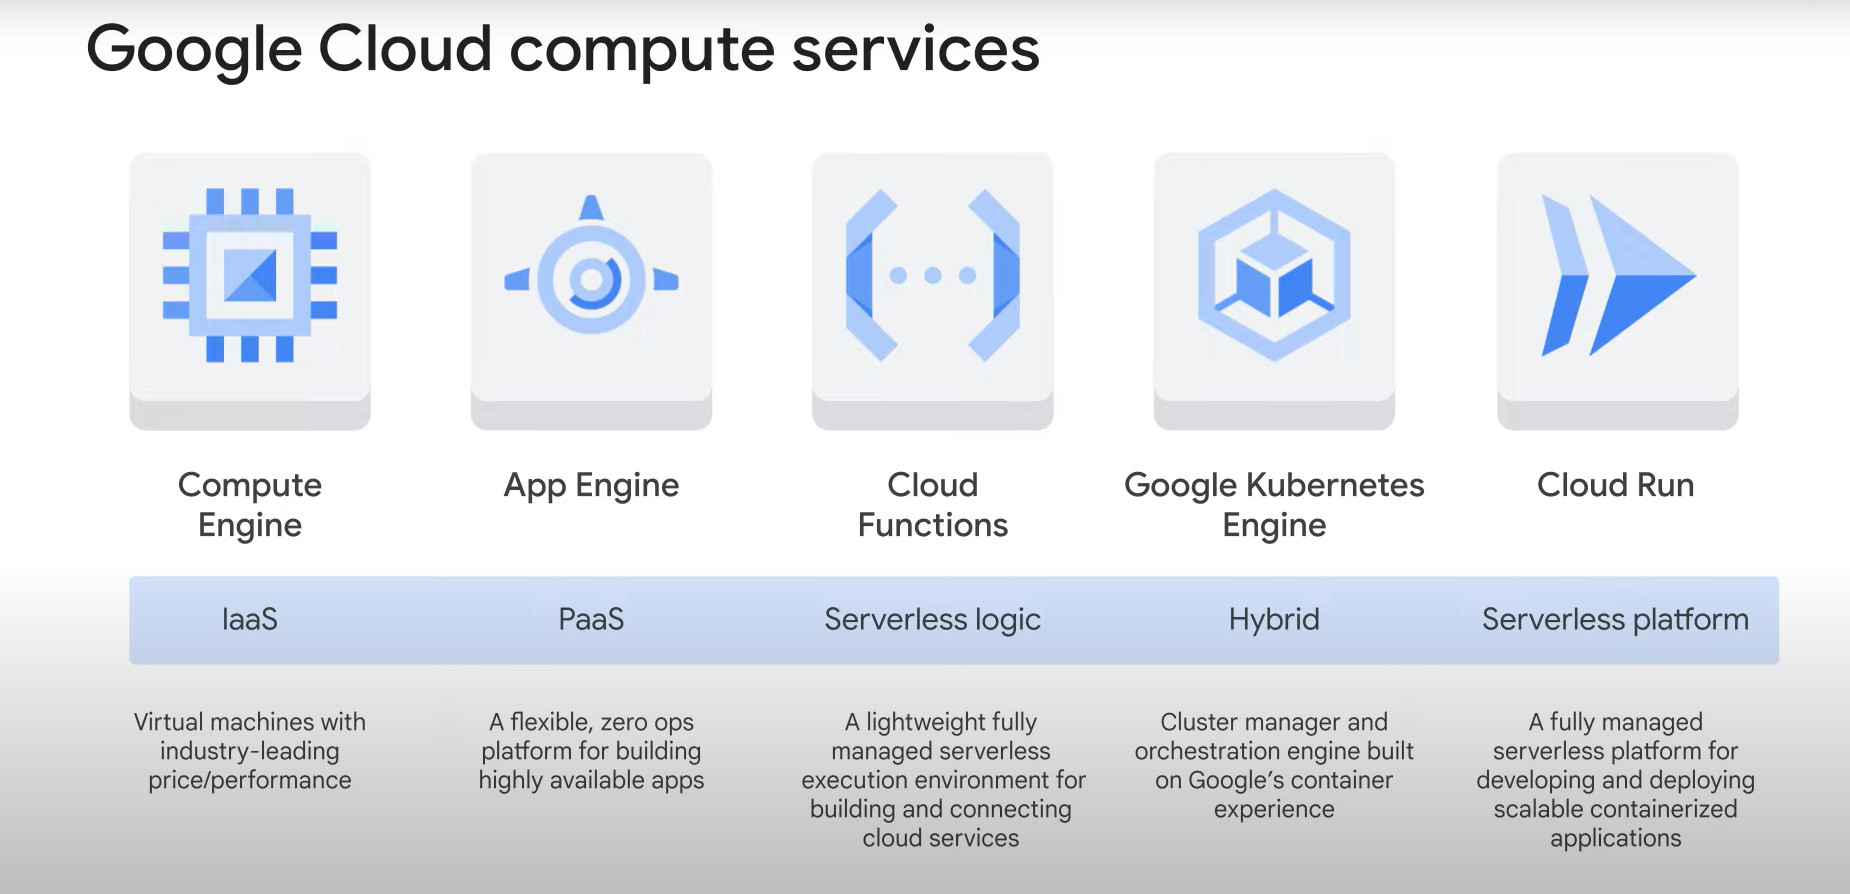 Google Cloud compute services
Compute
Engine
App Engine
Cloud
Functions
Google Kubernetes
Engine
Cloud Run
IaaS
PaaS
Serverless logic
Hybrid
Serverless platform
Virtual machines with
industry-leading
price/performance
A flexible, zero ops
platform for building
highly available apps
A lightweight fully
managed serverless
execution environment for
building and connecting
cloud services
Cluster manager and
orchestration engine built
on Google's container
experience
A fully managed
serverless platform for
developing and deploying
scalable containerized
applications